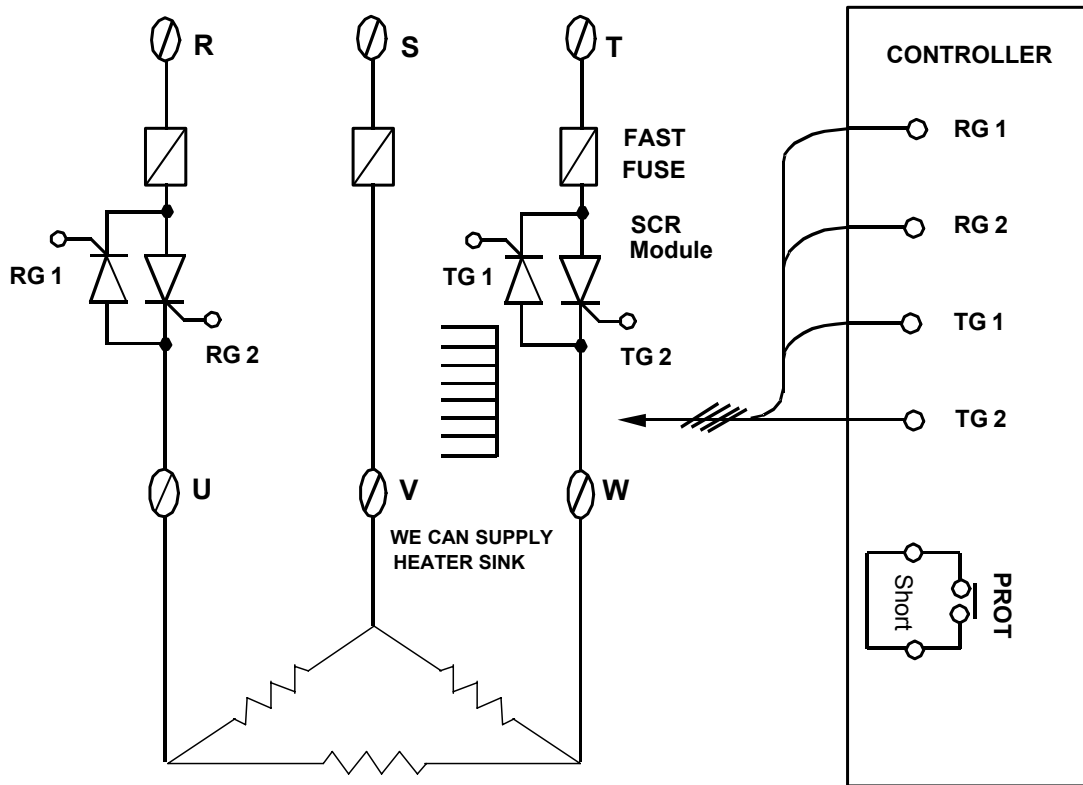 R
S
T
CONTROLLER
FAST
FUSE
SCR
Module
RG 1
RG 2
TG 1
TG 2
RG 1
RG 2
TG 1
TG 2
U
V
W
WE CAN SUPPLY
HEATER SINK
Short
PROT